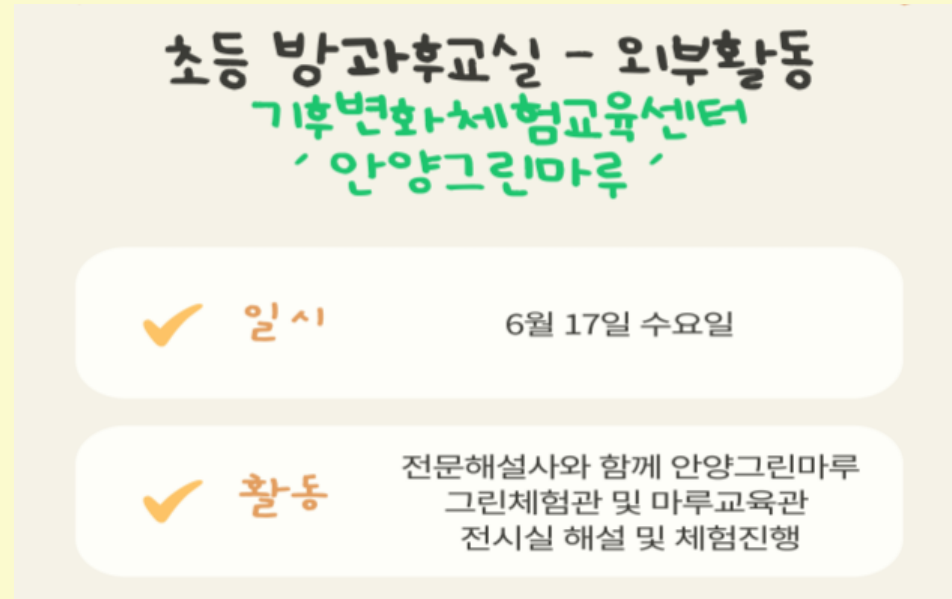 초등 방과후교실 - 외부활동
기후변화체험교육센터
´ 안양그린마루 ´
일시
6월 17일 수요일
활동
전문해설사와 함께 안양그린마루
그린체험관 및 마루교육관
전시실 해설 및 체험진행